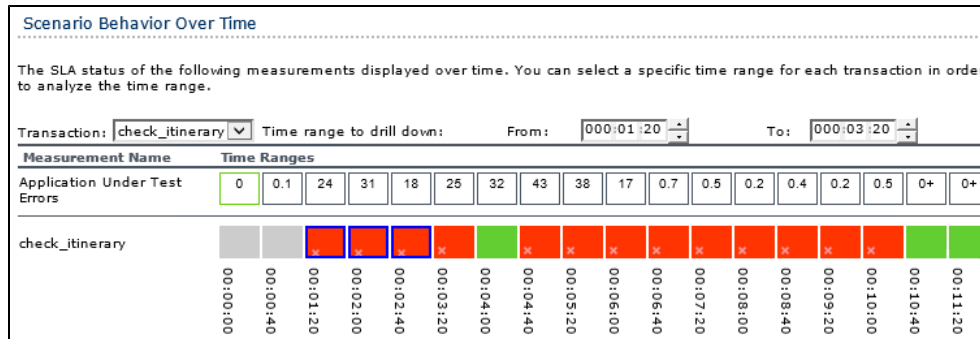 Scenario Behavior Over Time
The SLA status of the following measurements displayed over time. You can select a specific time range for each transaction in orde
to analyze the time range.
Transaction: check_itinerary Time range to drill down: From: 000:01:20 To: 000:03:20
Measurement Name Time Ranges
Application Under Test
Errors
0 0.1 24 31 18 25 32 43 38 17 0.7 0.5 0.2 0.4 0.2 0.5 0+ 0+
check_itinerary
00:00:00 00:00:40 00:01:20 00:02:00 00:02:40 00:03:20 00:04:00 00:04:40 00:05:20 00:06:00 00:06:40 00:07:20 00:08:00 00:08:40 00:09:20 00:10:00 00:10:40 00:11:20